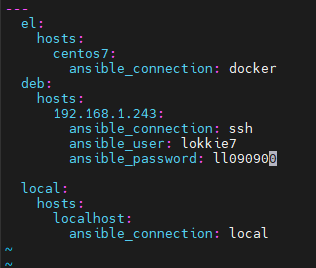 ---
  el:
    hosts:
      centos7:
        ansible_connection: docker
  deb:
    hosts:
      192.168.1.243:
        ansible_connection: ssh
        ansible_user: lokkie7
        ansible_password: ll090900

  local:
    hosts:
      localhost:
        ansible_connection: local
~
~